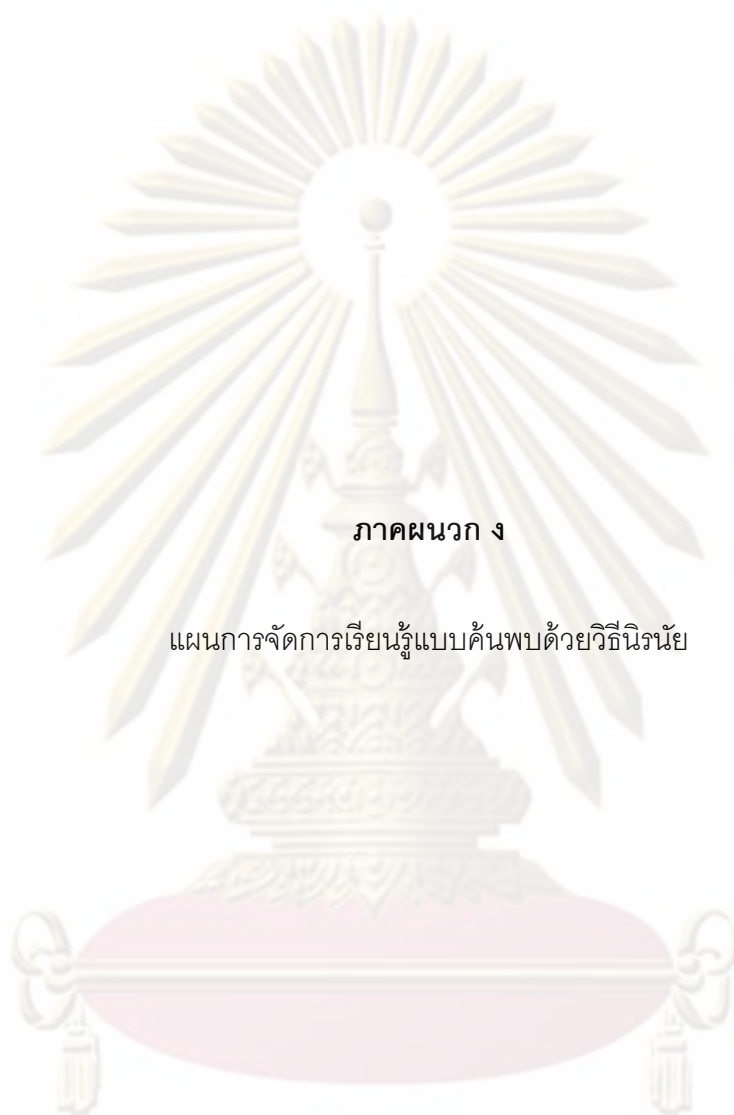 ภาคผนวก ง
แผนการจัดการเรียนรู้แบบค้นพบด้วยวิธีนิรนัย